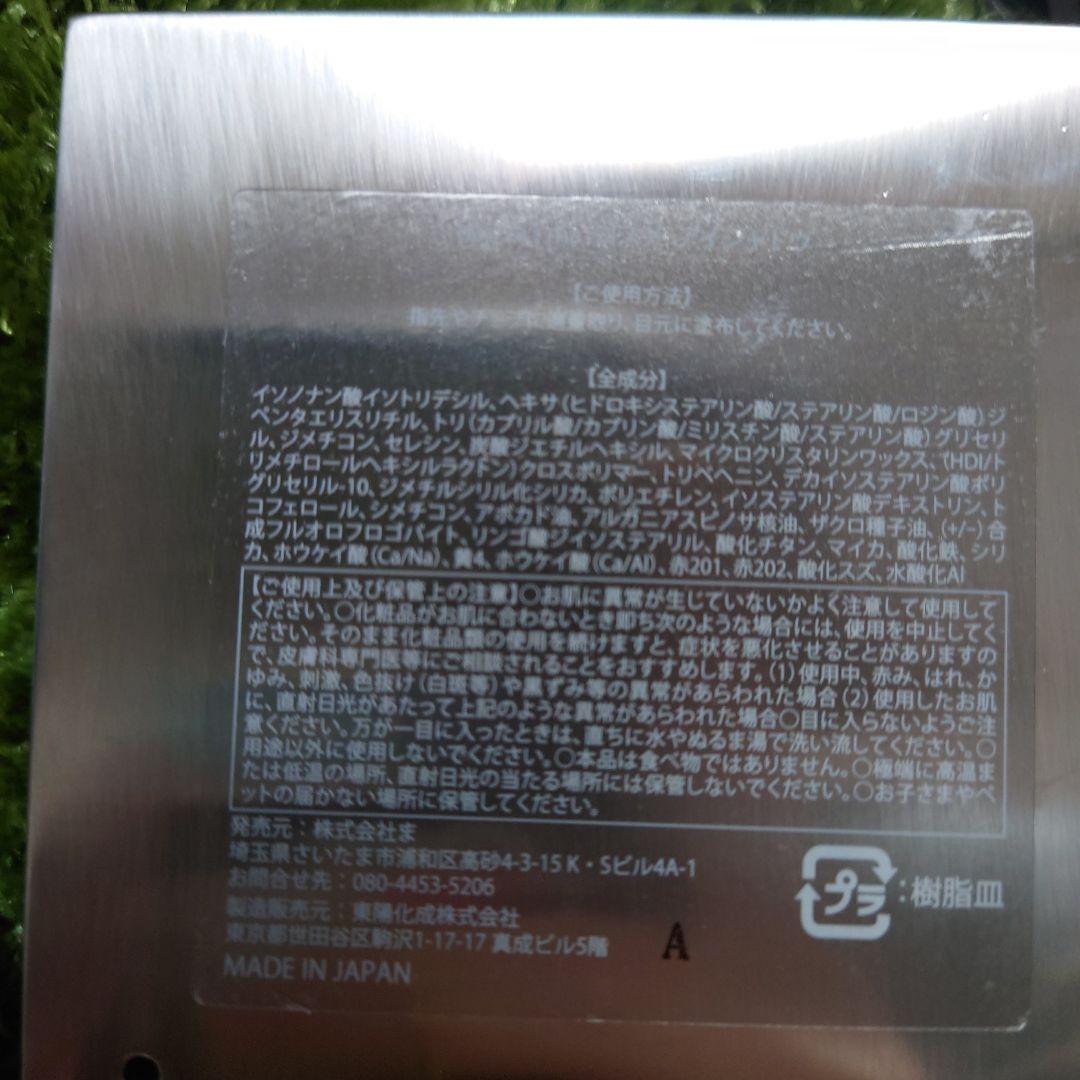 【ご使用方法】
り、目元に塗布してください。
【全成分】
イソノナン酸イソトリデシル、ヘキサ(ヒドロキシステアリン酸/ステアリン酸/ロジン酸)ジ
ペンタエリスリチル、トリ(カプリル酸/カプリン酸/ミリスチン酸/ステアリン酸)グリセリ
ル、ジメチコン、セレシン、炭酸ジエチルヘキシル、マイクロクリスタリンワックス、(HDI/ト
リメチロールヘキシルラクトン)クロスポリマー、トリベヘニン、デカイソステアリン酸ポリ
グリセリル-10、ジメチルシリル化シリカ、ポリエチレン、イソステアリン酸デキストリン、ト
コフェロール、シメチコン、アボカド油、アルガニアスピノサ核油、ザクロ種子油、(+/-)合
成フルオロフロゴパイト、リンゴ酸ジイソステアリル、酸化チタン、マイカ、酸化鉄、シリ
カ、ホウケイ酸(Ca/Na)、黄4、ホウケイ酸(Ca/Al)、赤201、赤202、酸化スズ、水酸化Al
【ご使用上及び保管上の注意】○お肌に異常が生じていないかよく注意して使用して
ください。○化粧品がお肌に合わないとき即ち次のような場合には、使用を中止してく
ださい。そのまま化粧品類の使用を続けますと、症状を悪化させることがありますの
で、皮膚科専門医等にご相談されることをおすすめします。(1)使用中、赤み、はれ、か
ゆみ、刺激、色抜け(白斑等)や黒ずみ等の異常があらわれた場合(2)使用したお肌
に、直射日光があたって上記のような異常があらわれた場合○目に入らないようご注
意ください。万が一目に入ったときは、直ちに水やぬるま湯で洗い流してください。○
用途以外に使用しないでください。○本品は食べ物ではありません。○極端に高温ま
たは低温の場所、直射日光の当たる場所には保管しないでください。○お子さまやペ
ットの届かない場所に保管してください。
発売元:株式会社ま
埼玉県さいたま市浦和区高砂4-3-15 K・Sビル4A-1
お問合せ先:080-4453-5206
製造販売元:東陽化成株式会社
東京都世田谷区駒沢1-17-17 真成ビル5階
MADE IN JAPAN
A
プラ :樹脂皿